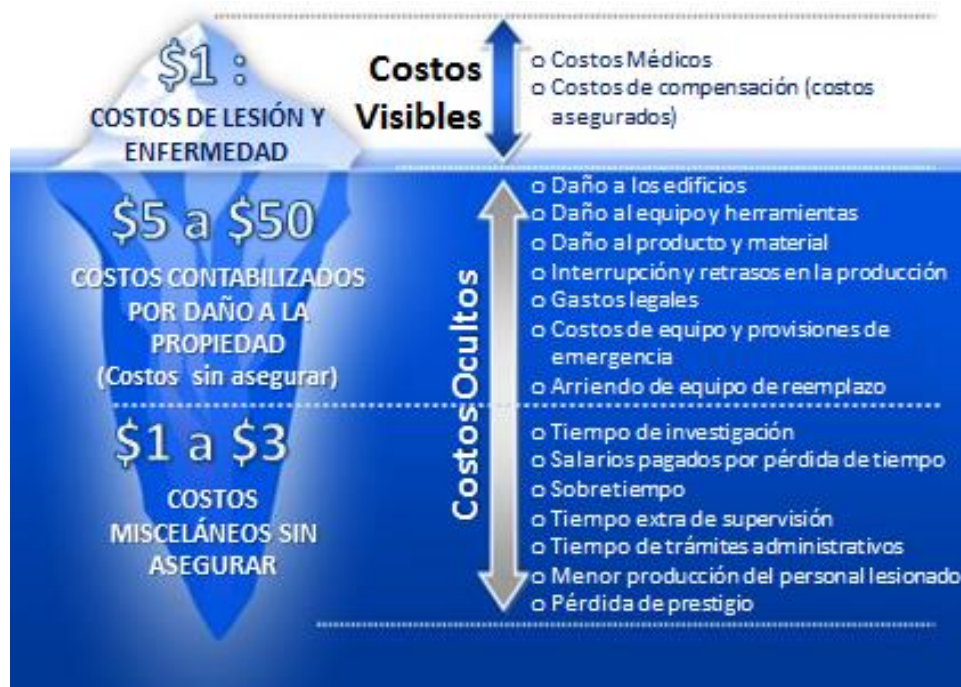 $1 :
COSTOS DE LESIÓN Y
ENFERMEDAD
Costos
Visibles
o Costos Médicos
o Costos de compensación (costos
asegurados)
$5 a $50
COSTOS CONTABILIZADOS
POR DAÑO A LA
PROPIEDAD
(Costos sin asegurar)
$1 a $3
COSTOS
MISCELÁNEOS SIN
ASEGURAR
Costos Ocultos
o Daño a los edificios
o Daño al equipo y herramientas
o Daño al producto y material
o Interrupción y retrasos en la producción
o Gastos legales
o Costos de equipo y provisiones de
emergencia
o Arriendo de equipo de reemplazo
o Tiempo de investigación
o Salarios pagados por pérdida de tiempo
o Sobretiempo
o Tiempo extra de supervisión
o Tiempo de trámites administrativos
o Menor producción del personal lesionado
o Pérdida de prestigio